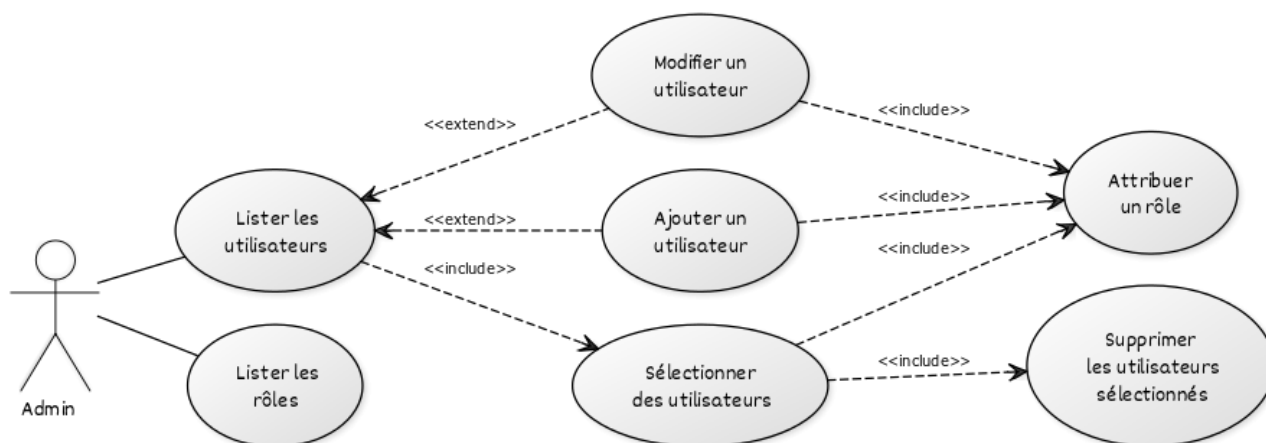 Modifier un
utilisateur
<<extend>>
<<include>>
Lister les
utilisateurs
<<extend>>
Ajouter un
utilisateur
<<include>>
Attribuer
un rôle
<<include>>
<<include>>
Admin
Lister les
rôles
Sélectionner
des utilisateurs
<<include>>
Supprimer
les utilisateurs
sélectionnés